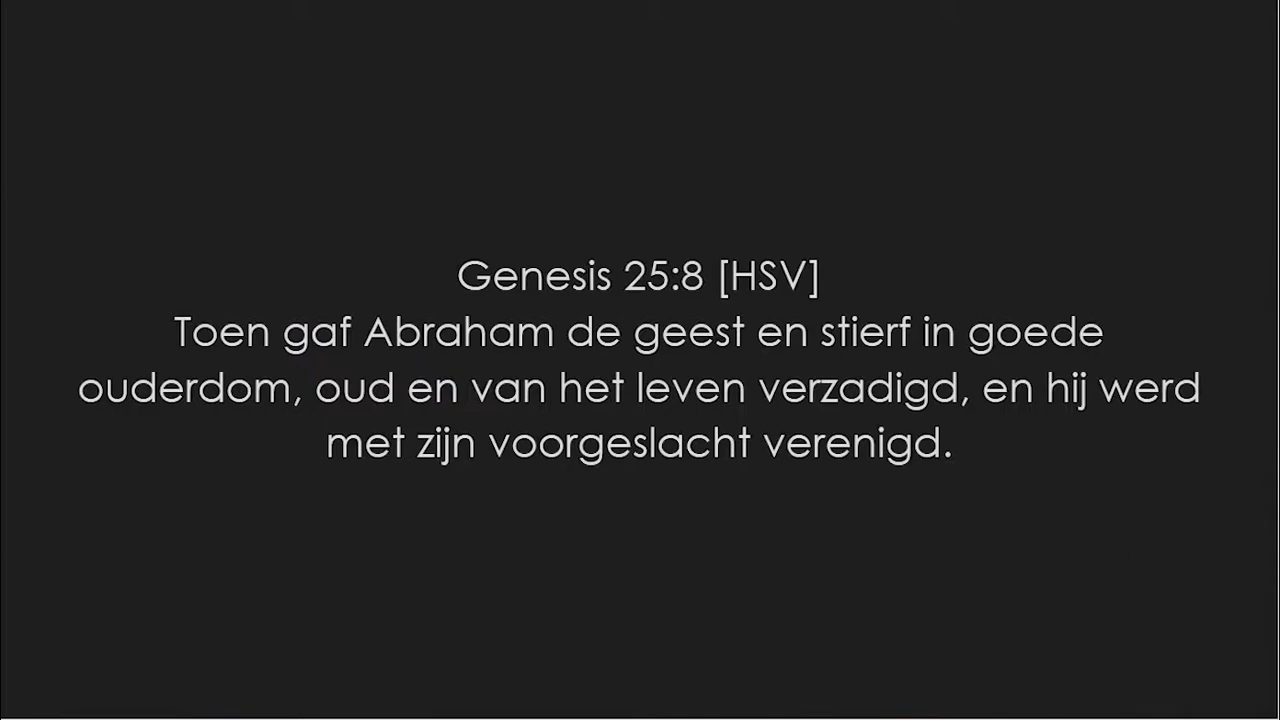 Genesis 25:8 [HSV]
Toen gaf Abraham de geest en stierf in goede
ouderdom, oud en van het leven verzadigd, en hij werd
met zijn voorgeslacht verenigd.